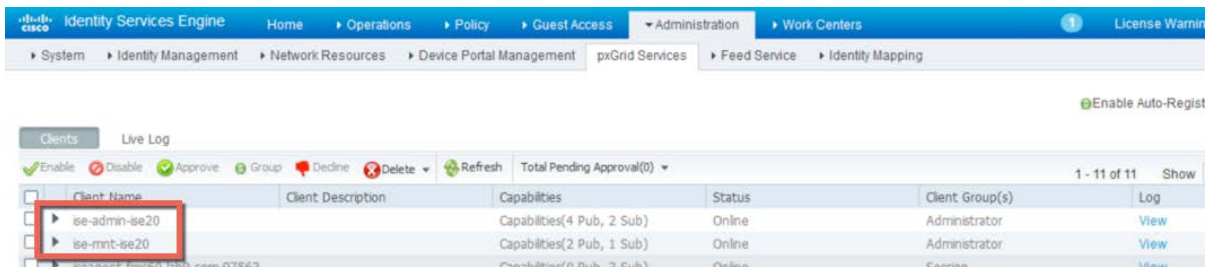 cisco Identity Services Engine Home Operations Policy Guest Access Administration Work Centers 1 License Warnin
System Identity Management Network Resources Device Portal Management pxGrid Services Feed Service Identity Mapping
Enable Auto-Regist
Clients Live Log
Enable Disable Approve Group Decline Delete Refresh Total Pending Approval(0) 1 - 11 of 11 Show
Client Name Client Description Capabilities Status Client Group(s) Log
ise-admin-ise20 Capabilities(4 Pub, 2 Sub) Online Administrator View
ise-mnt-ise20 Capabilities(2 Pub, 1 Sub) Online Administrator View
Capabilities(0 Pub, 2 Sub) Online Session View